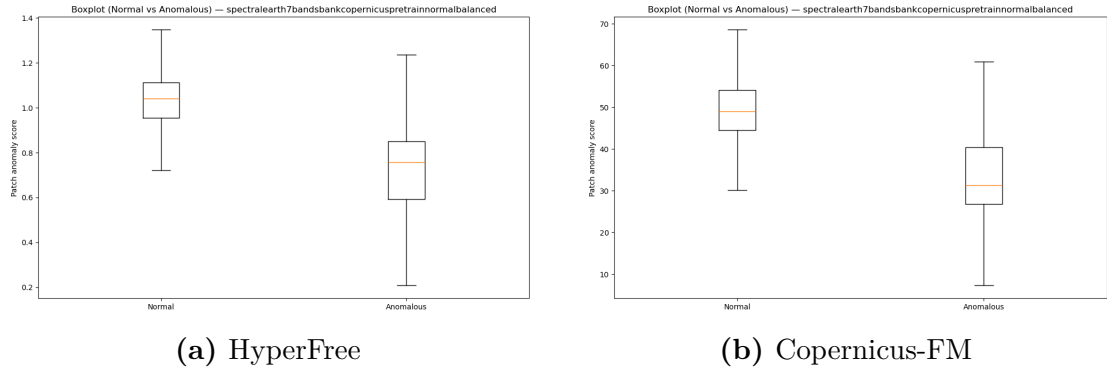 Boxplot (Normal vs Anomalous) — spectralearth7bandsbankcopernicuspretrainnormalbalanced
1.4
1.2
1.0
0.8
0.6
0.4
0.2
Patch anomaly score
Normal
Anomalous
(a) HyperFree
Boxplot (Normal vs Anomalous) — spectralearth7bandsbankcopernicuspretrainnormalbalanced
70
60
50
40
30
20
10
Patch anomaly score
Normal
Anomalous
(b) Copernicus-FM